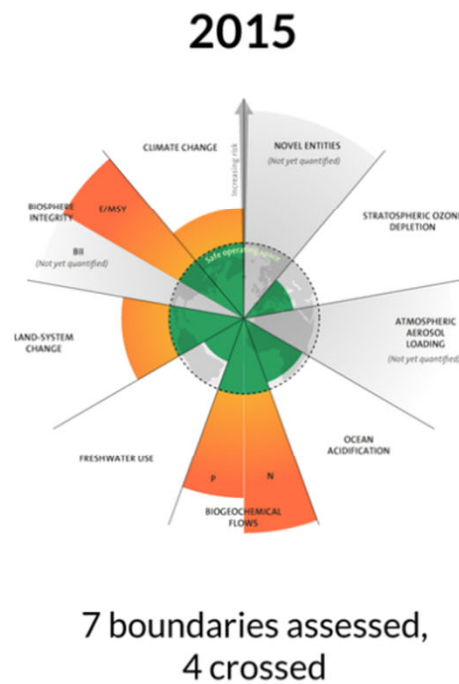 2015
CLIMATE CHANGE
Increasing risk
NOVEL ENTITIES
(Not yet quantified)
BIOSPHERE
INTEGRITY
E/MSY
STRATOSPHERIC OZONE
DEPLETION
Safe operating space
BII
(Not yet quantified)
LAND-SYSTEM
CHANGE
ATMOSPHERIC
AEROSOL
LOADING
(Not yet quantified)
FRESHWATER USE
OCEAN
ACIDIFICATION
P
N
BIOGEOCHEMICAL
FLOWS
7 boundaries assessed,
4 crossed